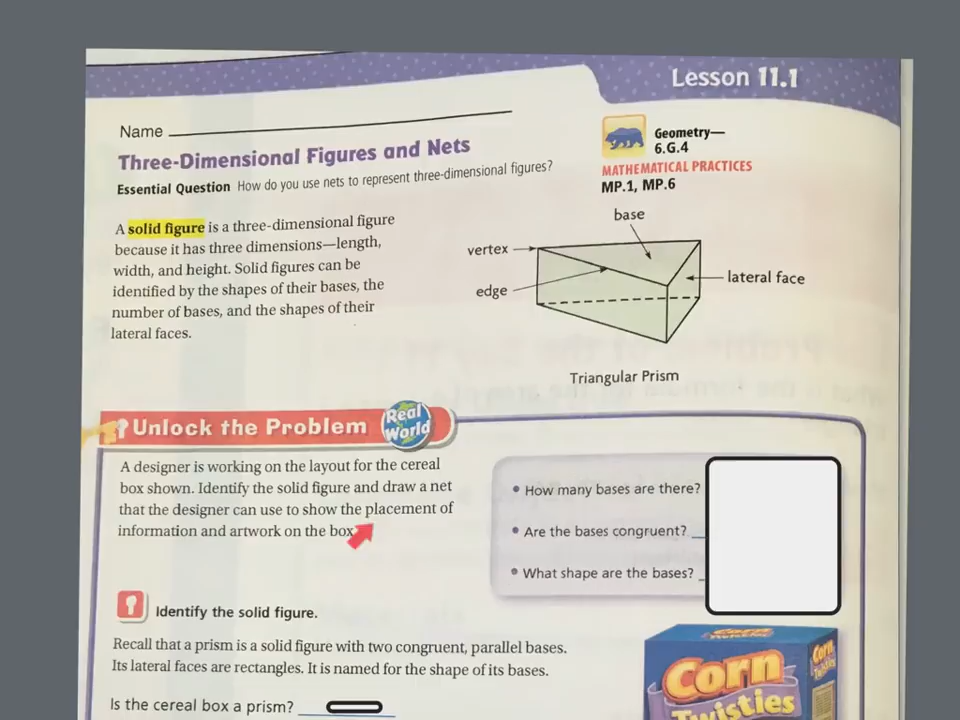 Lesson 11.1
Name
Three-Dimensional Figures and Nets
Essential Question How do you use nets to represent three-dimensional figures?
Geometry—
6.G.4
MATHEMATICAL PRACTICES
MP.1, MP.6
A solid figure is a three-dimensional figure
because it has three dimensions—length,
width, and height. Solid figures can be
identified by the shapes of their bases, the
number of bases, and the shapes of their
lateral faces.
base
vertex
edge
lateral face
Triangular Prism
Unlock the Problem
Real
World
A designer is working on the layout for the cereal
box shown. Identify the solid figure and draw a net
that the designer can use to show the placement of
information and artwork on the box
• How many bases are there?
• Are the bases congruent?
• What shape are the bases?
Identify the solid figure.
Recall that a prism is a solid figure with two congruent, parallel bases.
Its lateral faces are rectangles. It is named for the shape of its bases.
Is the cereal box a prism?
Corn
Twisties
Corn
Twisties